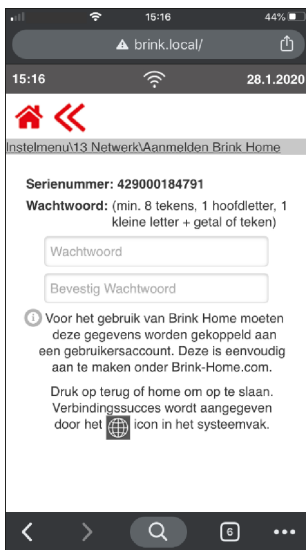 15:16 44%
brink.local/
15:16 28.1.2020
Instelmenu\13 Netwerk\Aanmelden Brink Home
Serienummer: 429000184791
Wachtwoord: (min. 8 tekens, 1 hoofdletter, 1
kleine letter + getal of teken)
Wachtwoord
Bevestig Wachtwoord
Voor het gebruik van Brink Home moeten
deze gegevens worden gekoppeld aan
een gebruikersaccount. Deze is eenvoudig
aan te maken onder Brink-Home.com.
Druk op terug of home om op te slaan.
Verbindingssucces wordt aangegeven
door het icon in het systeemvak.
6